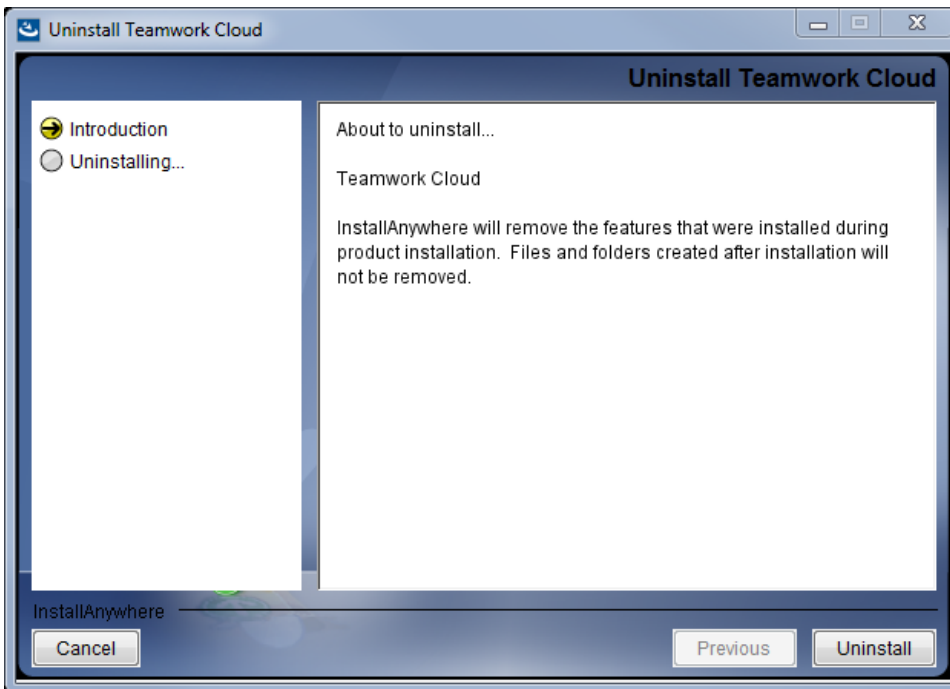 Uninstall Teamwork Cloud
Uninstall Teamwork Cloud
Introduction
Uninstalling...
About to uninstall...
Teamwork Cloud
InstallAnywhere will remove the features that were installed during
product installation.  Files and folders created after installation will
not be removed.
InstallAnywhere
Cancel
Previous
Uninstall